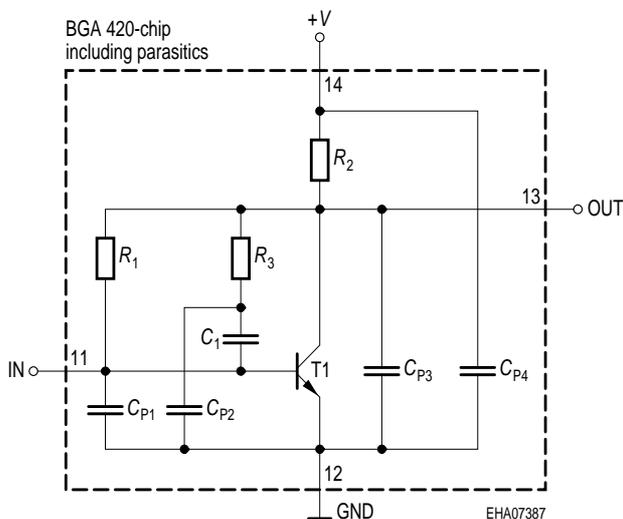 BGA 420-chip
including parasitics
+V
14
R2
13
OUT
R1
R3
C1
IN
11
T1
CP1
CP2
CP3
CP4
12
GND
EHA07387